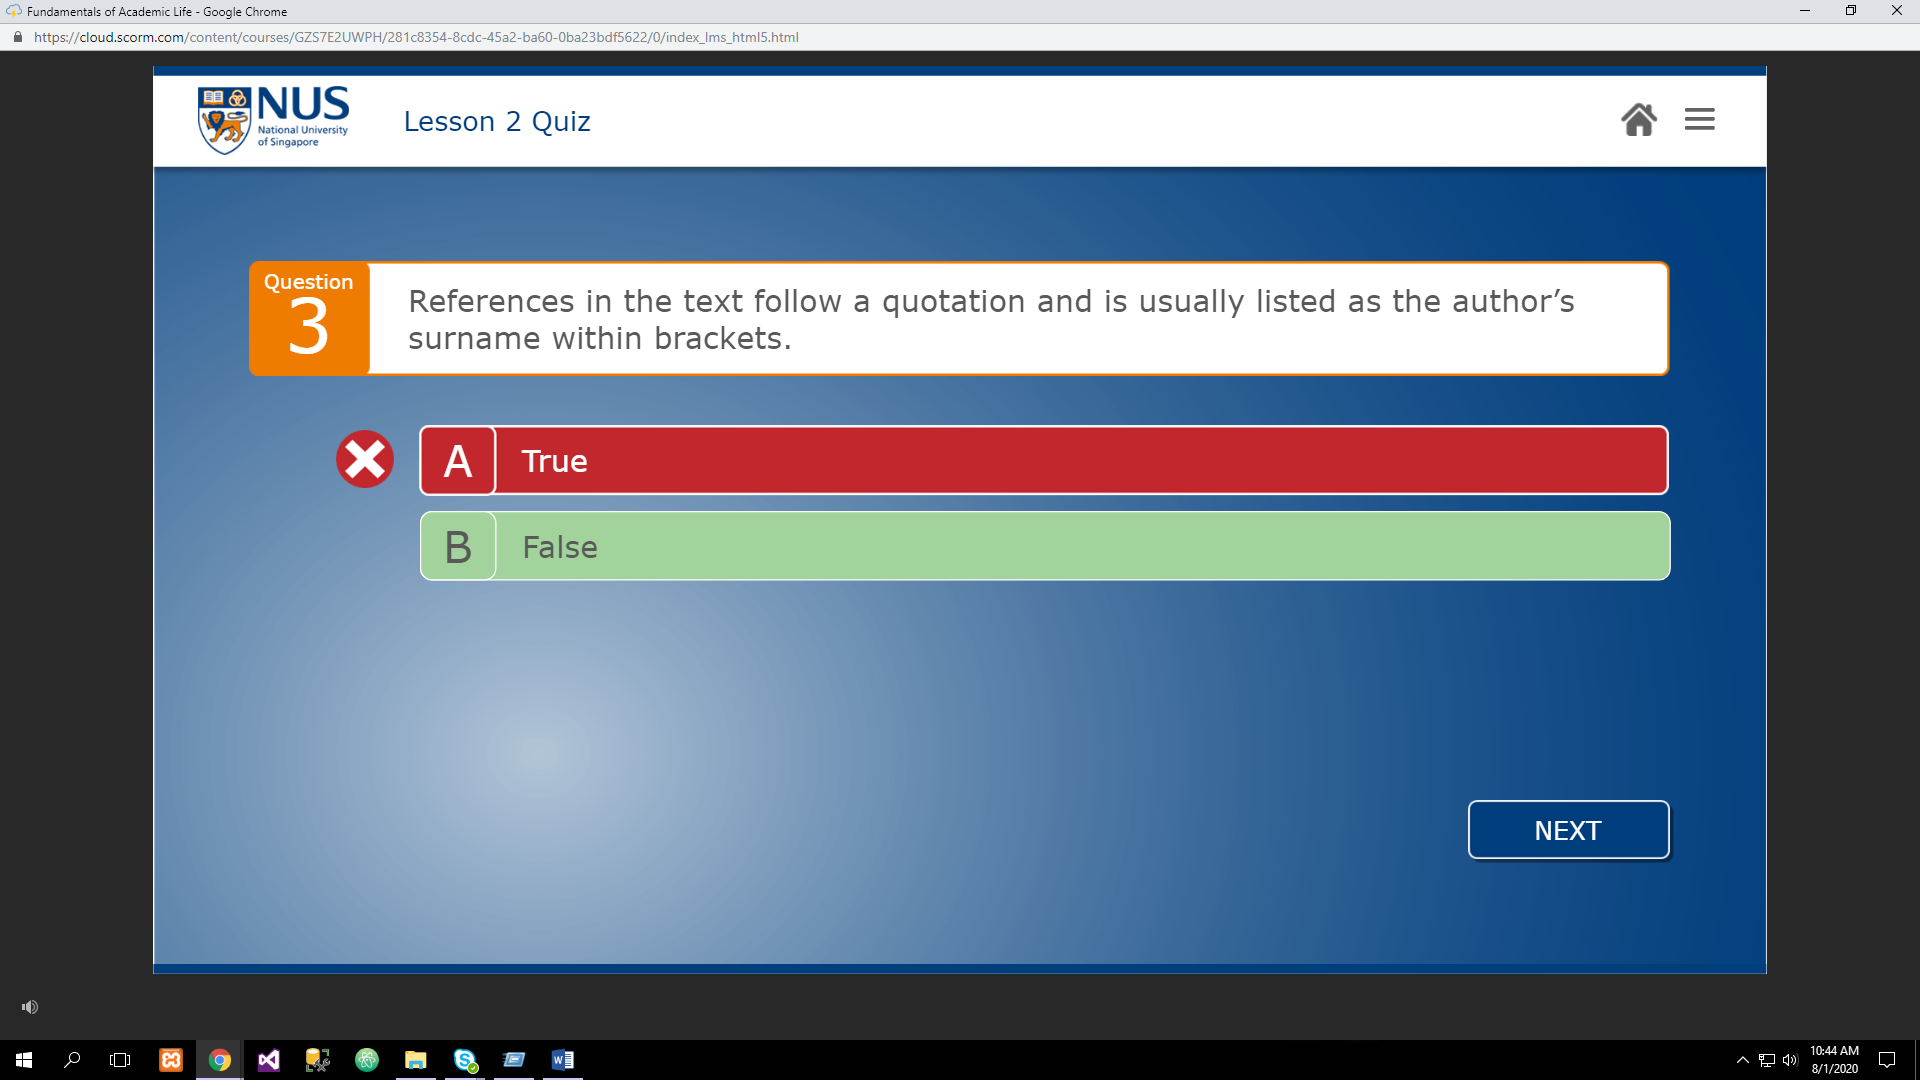 Fundamentals of Academic Life - Google Chrome
https://cloud.scorm.com/content/courses/GZS7E2UWPH/281c8354-8cdc-45a2-ba60-0ba23bdf5622/0/index_lms_html5.html
NUS
National University
of Singapore
Lesson 2 Quiz
Question
3
References in the text follow a quotation and is usually listed as the author’s
surname within brackets.
A True
B False
NEXT
10:44 AM
8/1/2020